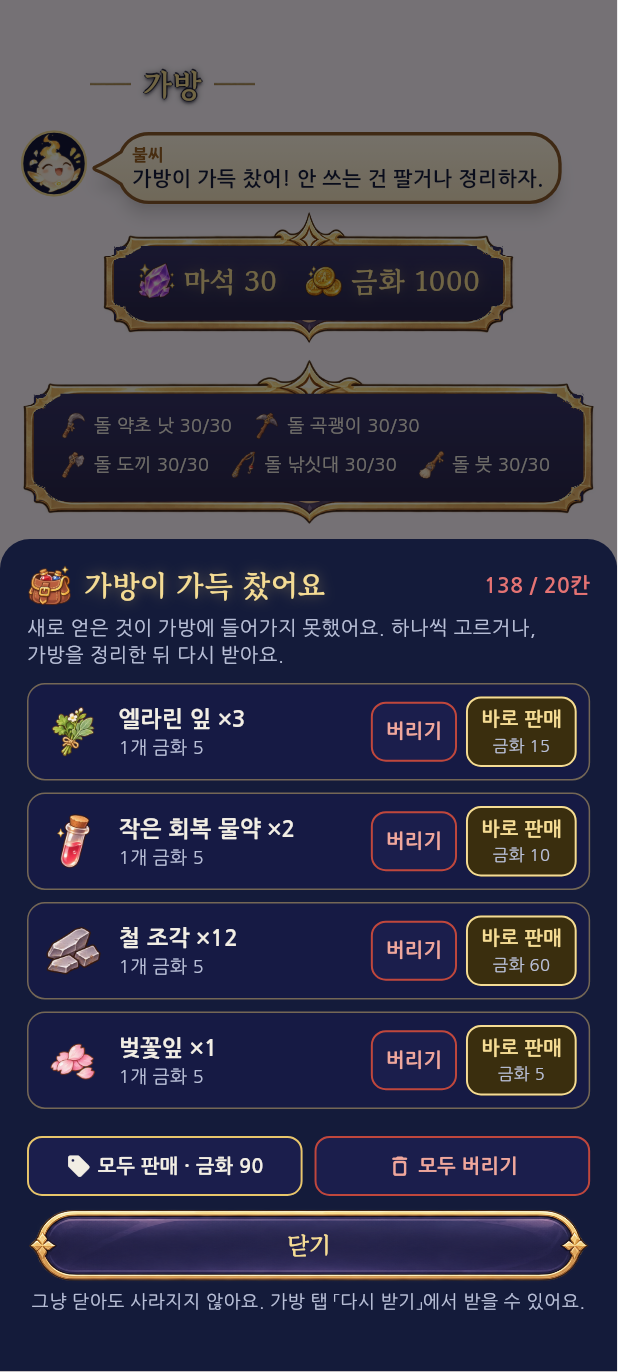 가방
불씨
가방이 가득 찼어! 안 쓰는 건 팔거나 정리하자.
마석 30 금화 1000
돌 약초 낫 30/30 돌 곡괭이 30/30
돌 도끼 30/30 돌 낚싯대 30/30 돌 붓 30/30
가방이 가득 찼어요 138 / 20칸
새로 얻은 것이 가방에 들어가지 못했어요. 하나씩 고르거나,
가방을 정리한 뒤 다시 받아요.
엘라린 잎 ×3
1개 금화 5
버리기
바로 판매
금화 15
작은 회복 물약 ×2
1개 금화 5
버리기
바로 판매
금화 10
철 조각 ×12
1개 금화 5
버리기
바로 판매
금화 60
벚꽃잎 ×1
1개 금화 5
버리기
바로 판매
금화 5
모두 판매 · 금화 90
모두 버리기
닫기
그냥 닫아도 사라지지 않아요. 가방 탭 「다시 받기」에서 받을 수 있어요.